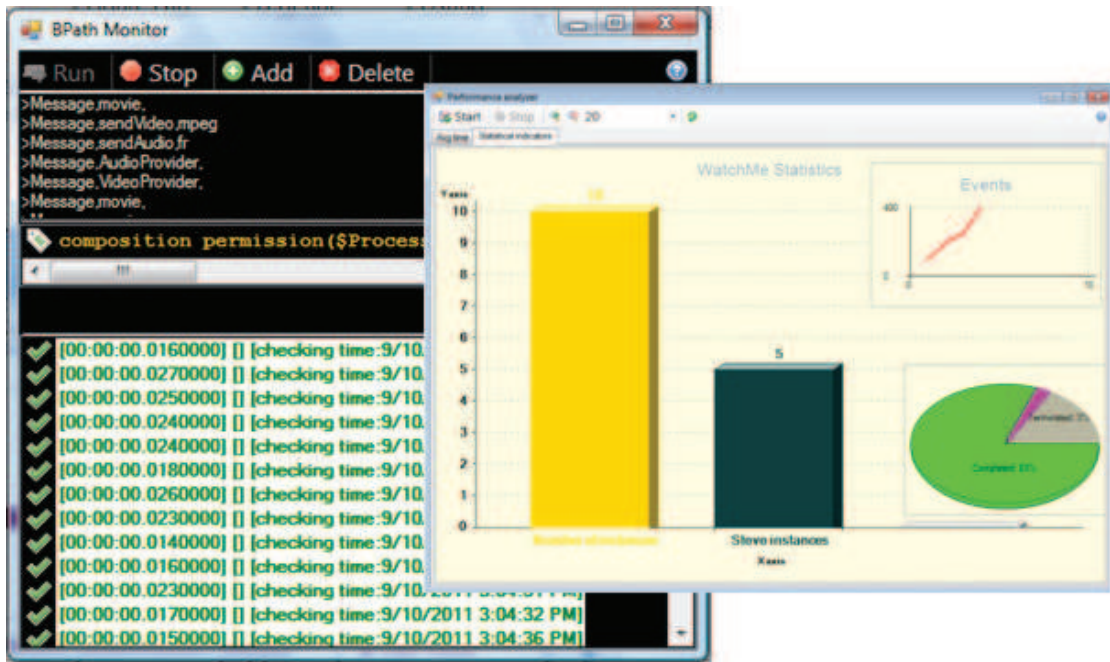 BPath Monitor
Run Stop Add Delete
>Message,movie,
>Message,sendVideo,mpeg
>Message,sendAudio,fr
>Message,AudioProvider,
>Message,VideoProvider,
>Message,movie,
composition permission($Process
[00:00:00.0160000] [] [checking time:9/10.
[00:00:00.0270000] [] [checking time:9/10.
[00:00:00.0250000] [] [checking time:9/10.
[00:00:00.0240000] [] [checking time:9/10.
[00:00:00.0240000] [] [checking time:9/10.
[00:00:00.0180000] [] [checking time:9/10.
[00:00:00.0260000] [] [checking time:9/10.
[00:00:00.0230000] [] [checking time:9/10.
[00:00:00.0140000] [] [checking time:9/10.
[00:00:00.0160000] [] [checking time:9/10.
[00:00:00.0230000] [] [checking time:9/10/2011 3:04:31 PM]
[00:00:00.0170000] [] [checking time:9/10/2011 3:04:32 PM]
[00:00:00.0150000] [] [checking time:9/10/2011 3:04:36 PM]
Performance analyzer
Start Stop 20
Statistical indicators
WatchMe Statistics
Yaxis
10
10
9
8
7
6
5
4
3
2
1
0
5
Stevo instances
Xaxis
Events
400
0
0
10
Completed: